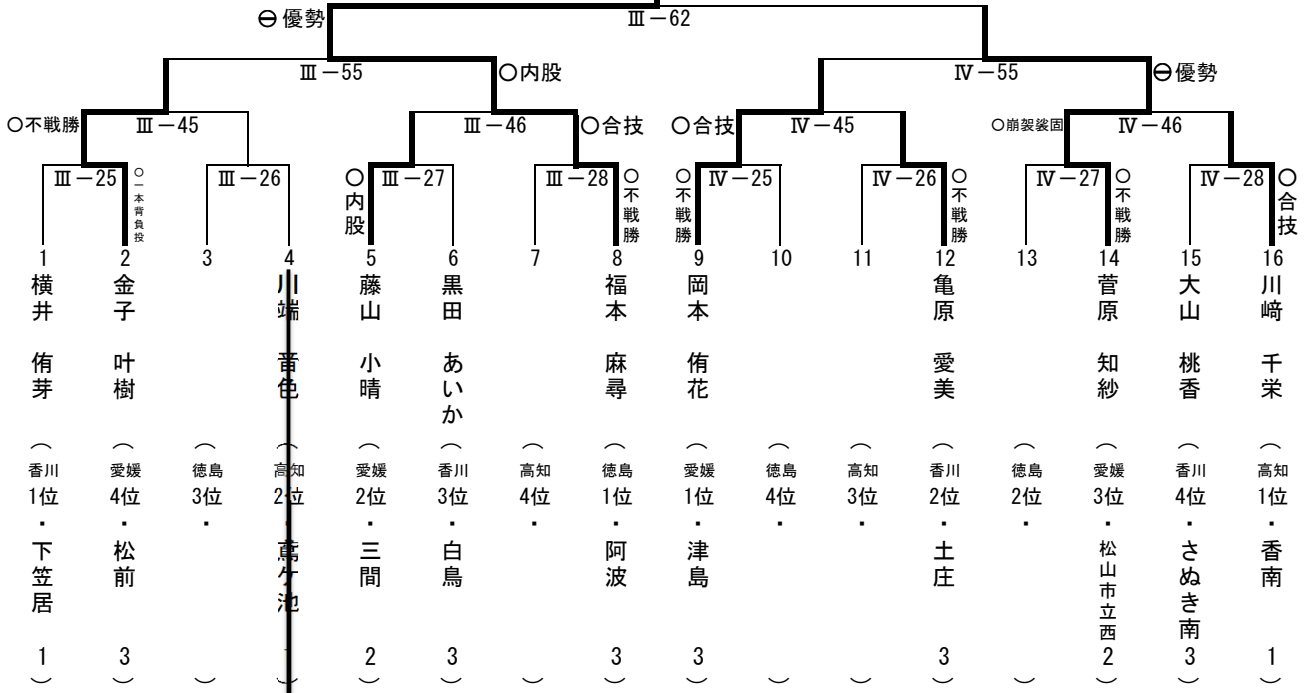 ⊖優勢
Ⅲ－62
Ⅲ－55
○内股
Ⅳ－55
⊖優勢
○不戦勝
Ⅲ－45
Ⅲ－46
○合技
○合技
Ⅳ－45
○崩袈裟固
Ⅳ－46
Ⅲ－25
○一本背負投
Ⅲ－26
○内股
Ⅲ－27
Ⅲ－28
○不戦勝
○不戦勝
Ⅳ－25
Ⅳ－26
○不戦勝
Ⅳ－27
○不戦勝
Ⅳ－28
○合技
1 横井 侑芽 （香川1位・下笠居 1）
2 金子 叶樹 （愛媛4位・松前 3）
3 （徳島3位・ ）
4 川端 音色 （高知2位・鳶ケ池 ）
5 藤山 小晴 （愛媛2位・三間 2）
6 黒田 あいか （香川3位・白鳥 3）
7 （高知4位・ ）
8 福本 麻尋 （徳島1位・阿波 3）
9 岡本 侑花 （愛媛1位・津島 3）
10 （徳島4位・ ）
11 （高知3位・ ）
12 亀原 愛美 （香川2位・土庄 3）
13 （徳島2位・ ）
14 菅原 知紗 （愛媛3位・松山市立西 2）
15 大山 桃香 （香川4位・さぬき南 3）
16 川﨑 千栄 （高知1位・香南 1）